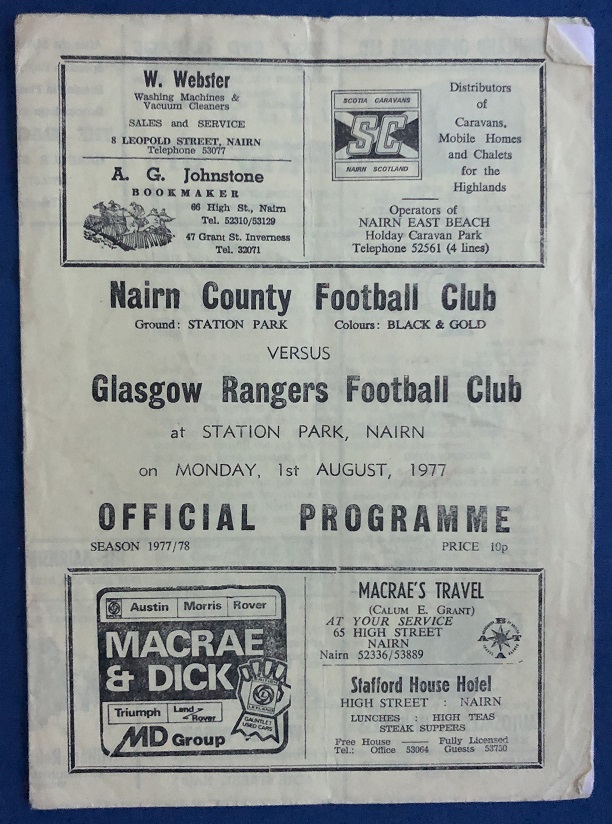 W. Webster
Washing Machines &
Vacuum Cleaners
SALES and SERVICE
8 LEOPOLD STREET, NAIRN
Telephone 53077
A. G. Johnstone
BOOKMAKER
66 High St., Nairn
Tel. 52310/53129
47 Grant St. Inverness
Tel. 32071
SCOTIA CARAVANS
SC
NAIRN SCOTLAND
Distributors
of
Caravans,
Mobile Homes
and Chalets
for the
Highlands
Operators of
NAIRN EAST BEACH
Holday Caravan Park
Telephone 52561 (4 lines)
Nairn County Football Club
Ground: STATION PARK Colours: BLACK & GOLD
VERSUS
Glasgow Rangers Football Club
at STATION PARK, NAIRN
on MONDAY, 1st AUGUST, 1977
OFFICIAL PROGRAMME
SEASON 1977/78 PRICE 10p
Austin Morris Rover
MACRAE
& DICK
Triumph Land Rover
MD Group
LEYLAND
GAUNTLET
USED CARS
MACRAE'S TRAVEL
(CALUM E. GRANT)
AT YOUR SERVICE
65 HIGH STREET
NAIRN
Nairn 52336/53889
Stafford House Hotel
HIGH STREET : NAIRN
LUNCHES : HIGH TEAS
STEAK SUPPERS
Free House —— Fully Licensed
Tel.: Office 53064 Guests 53750